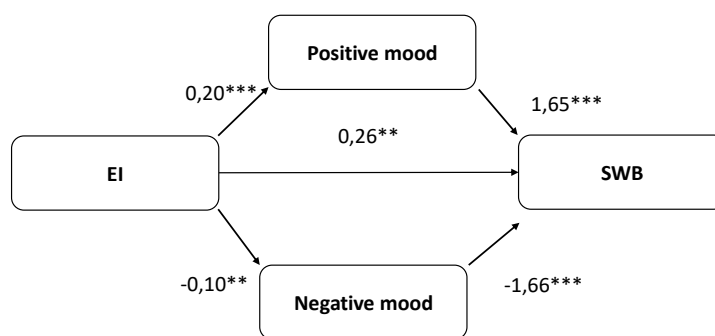 Positive mood
0,20***
1,65***
0,26**
EI
SWB
-0,10**
-1,66***
Negative mood